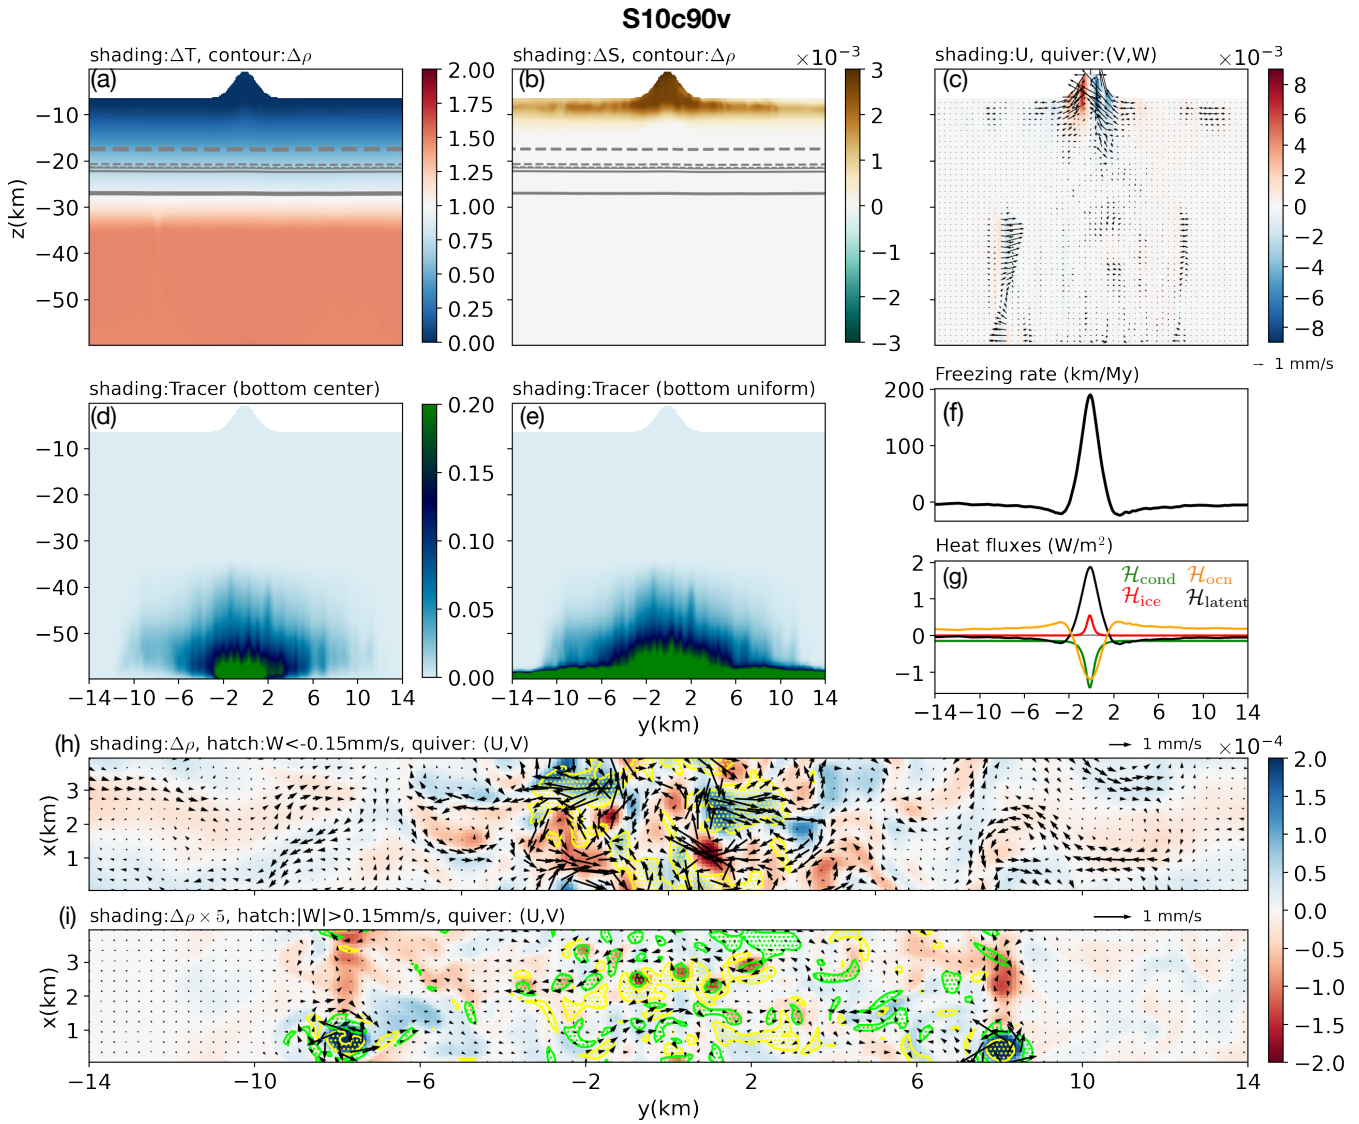 S10c90v
shading:ΔT, contour:Δρ
shading:ΔS, contour:Δρ
×10⁻³
shading:U, quiver:(V,W)
×10⁻³
(a)
(b)
(c)
z(km)
−10
−20
−30
−40
−50
2.00
1.75
1.50
1.25
1.00
0.75
0.50
0.25
0.00
3
2
1
0
−1
−2
−3
8
6
4
2
0
−2
−4
−6
−8
1 mm/s
shading:Tracer (bottom center)
shading:Tracer (bottom uniform)
Freezing rate (km/My)
(d)
(e)
(f)
−10
−20
−30
−40
−50
0.20
0.15
0.10
0.05
0.00
200
100
0
Heat fluxes (W/m²)
(g)
ℋcond ℋocn
ℋice ℋlatent
2
1
0
−1
−14 −10 −6 −2 2 6 10 14
−14 −10 −6 −2 2 6 10 14
−14 −10 −6 −2 2 6 10 14
y(km)
(h) shading:Δρ, hatch:W<-0.15mm/s, quiver: (U,V)
1 mm/s
×10⁻⁴
x(km)
3
2
1
2.0
1.5
1.0
0.5
0.0
−0.5
−1.0
−1.5
−2.0
(i) shading:Δρ × 5, hatch:|W|>0.15mm/s, quiver: (U,V)
1 mm/s
x(km)
3
2
1
−14 −10 −6 −2 2 6 10 14
y(km)